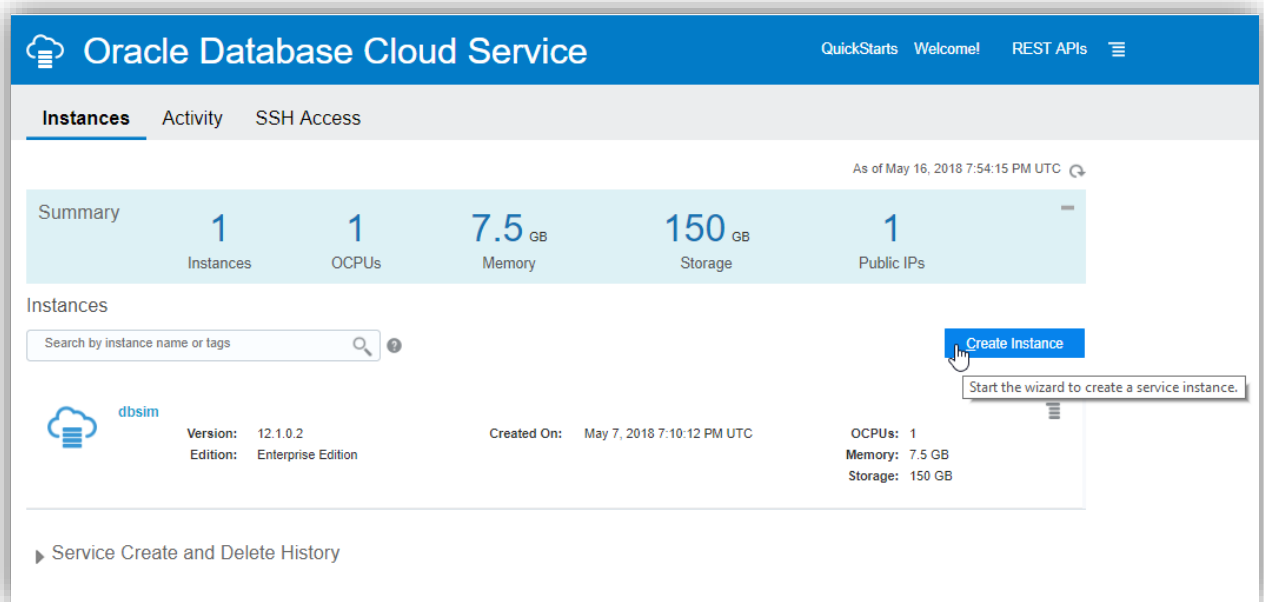 Oracle Database Cloud Service
QuickStarts Welcome! REST APIs
Instances Activity SSH Access
As of May 16, 2018 7:54:15 PM UTC
Summary
1 1 7.5 GB 150 GB 1
Instances OCPUs Memory Storage Public IPs
Instances
Search by instance name or tags
Create Instance
Start the wizard to create a service instance.
dbsim
Version: 12.1.0.2 Created On: May 7, 2018 7:10:12 PM UTC OCPUs: 1
Edition: Enterprise Edition Memory: 7.5 GB
Storage: 150 GB
Service Create and Delete History